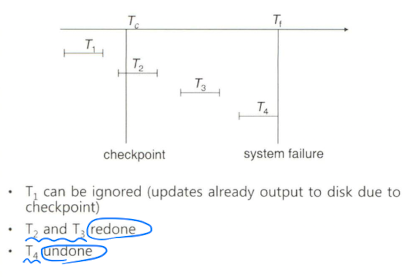 T_c T_f
T_1
T_2
T_3
T_4
checkpoint system failure
• T_1 can be ignored (updates already output to disk due to
checkpoint)
• T_2 and T_3 redone
• T_4 undone